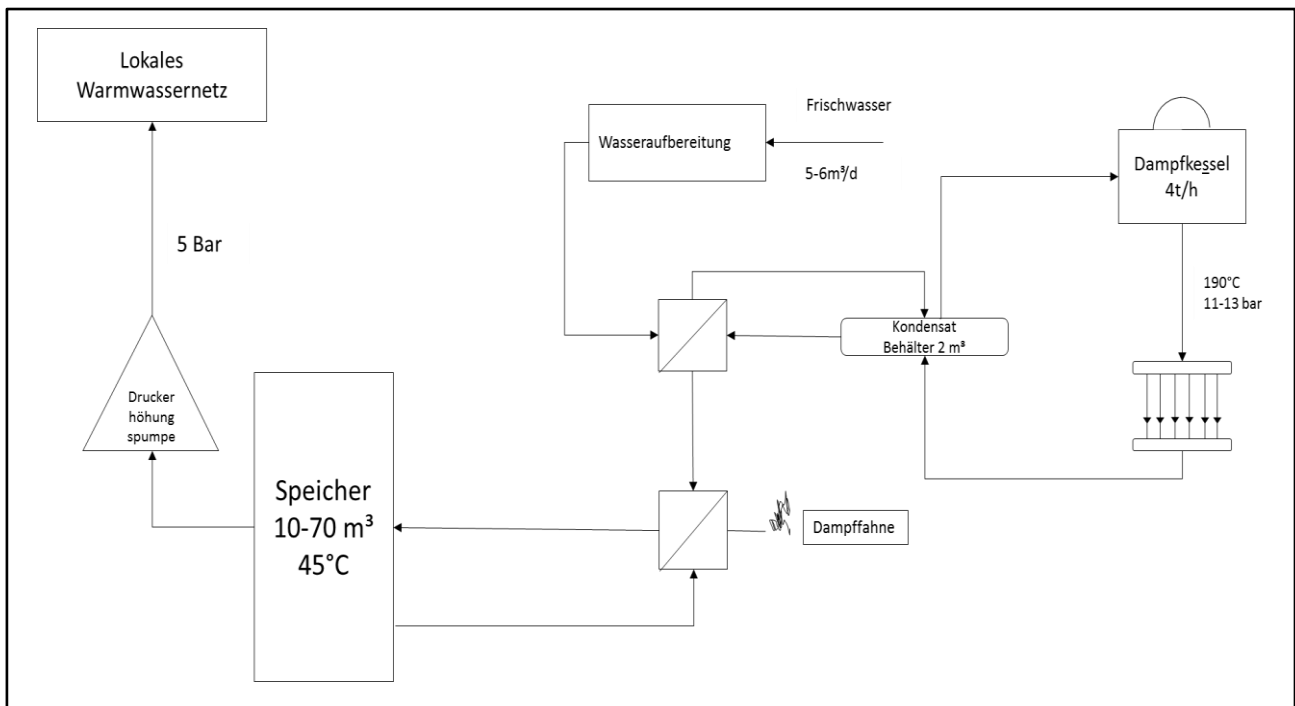 Lokales
Warmwassernetz
Frischwasser
Wasseraufbereitung
5-6m³/d
Dampfkessel
4t/h
5 Bar
190°C
11-13 bar
Kondensat
Behälter 2 m³
Drucker
höhung
spumpe
Speicher
10-70 m³
45°C
Dampffahne